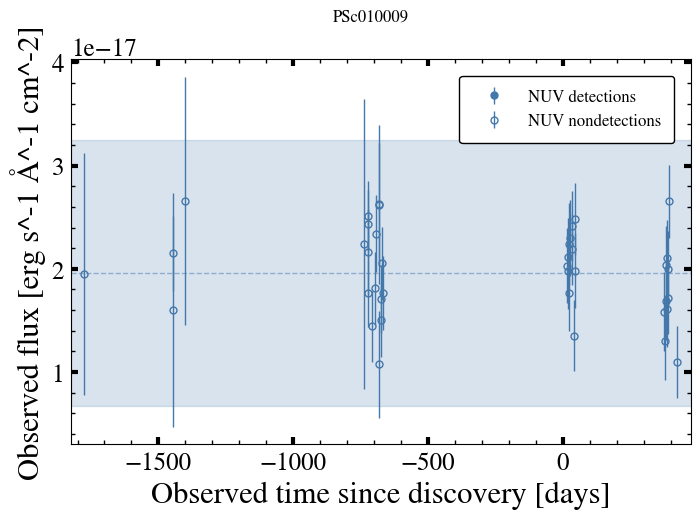 PSc010009
1e−17
4
3
2
1
NUV detections
NUV nondetections
Observed flux [erg s^-1 Å^-1 cm^-2]
−1500
−1000
−500
0
Observed time since discovery [days]